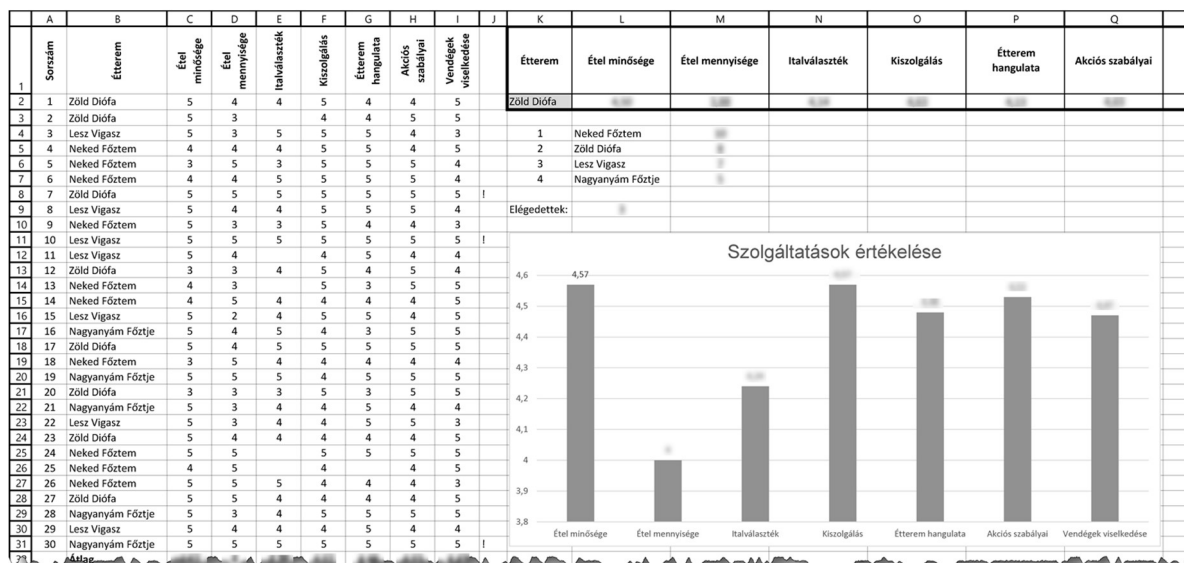 A B C D E F G H I J K L M N O P Q
1 Sorszám Étterem Étel minősége Étel mennyisége Italválaszték Kiszolgálás Étterem hangulata Akciós szabályai Vendégek viselkedése Étterem Étel minősége Étel mennyisége Italválaszték Kiszolgálás Étterem hangulata Akciós szabályai
2 1 Zöld Diófa 5 4 4 5 4 4 5 Zöld Diófa
3 2 Zöld Diófa 5 3 4 4 5 5
4 3 Lesz Vigasz 5 3 5 5 5 4 3 1 Neked Főztem
5 4 Neked Főztem 4 4 4 5 5 4 5 2 Zöld Diófa
6 5 Neked Főztem 3 5 3 5 5 5 4 3 Lesz Vigasz
7 6 Neked Főztem 4 4 5 5 5 5 4 4 Nagyanyám Főztje
8 7 Zöld Diófa 5 5 5 5 5 5 5 !
9 8 Lesz Vigasz 5 4 4 5 5 5 4 Elégedettek:
10 9 Neked Főztem 5 3 3 5 4 4 3
11 10 Lesz Vigasz 5 5 5 5 5 5 5 !
12 11 Lesz Vigasz 5 4 4 5 4 4
13 12 Zöld Diófa 3 3 4 5 4 5 4
14 13 Neked Főztem 4 3 5 3 5 5
15 14 Neked Főztem 4 5 4 4 4 4 5
16 15 Lesz Vigasz 5 2 4 5 5 4 5
17 16 Nagyanyám Főztje 5 4 5 4 3 5 5
18 17 Zöld Diófa 5 4 5 5 5 5 5
19 18 Neked Főztem 3 5 4 4 4 4 4
20 19 Nagyanyám Főztje 5 5 5 4 5 5 5
21 20 Zöld Diófa 3 3 3 5 3 5 5
22 21 Nagyanyám Főztje 5 3 4 4 5 4 4
23 22 Lesz Vigasz 5 3 4 4 5 5 3
24 23 Zöld Diófa 5 4 4 4 4 4 5
25 24 Neked Főztem 5 5 5 5 5 5
26 25 Neked Főztem 4 5 4 4 5
27 26 Neked Főztem 5 5 5 4 4 4 3
28 27 Zöld Diófa 5 5 4 4 4 4 5
29 28 Nagyanyám Főztje 5 3 4 5 5 5 5
30 29 Lesz Vigasz 5 4 4 4 5 4 4
31 30 Nagyanyám Főztje 5 5 5 5 5 5 5 !
Átlag
Szolgáltatások értékelése
4,6
4,57
4,5
4,4
4,3
4,2
4,1
4
3,9
3,8
Étel minősége Étel mennyisége Italválaszték Kiszolgálás Étterem hangulata Akciós szabályai Vendégek viselkedése